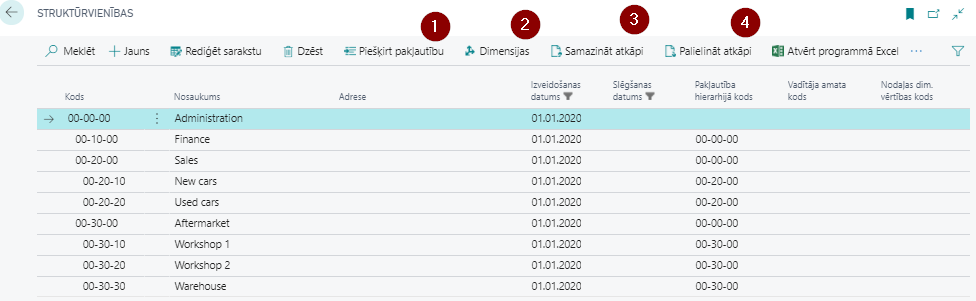 STRUKTŪRVIENĪBAS
1 2 3 4
Meklēt Jauns Rediģēt sarakstu Dzēst Piešķirt pakļautību Dimensijas Samazināt atkāpi Palielināt atkāpi Atvērt programmā Excel ...
Izveidošanas Slēgšanas Pakļautība Vadītāja amata Nodaļas dim.
Kods Nosaukums Adrese datums datums hierarhijā kods kods vērtības kods
00-00-00 Administration 01.01.2020
00-10-00 Finance 01.01.2020 00-00-00
00-20-00 Sales 01.01.2020 00-00-00
00-20-10 New cars 01.01.2020 00-20-00
00-20-20 Used cars 01.01.2020 00-20-00
00-30-00 Aftermarket 01.01.2020 00-00-00
00-30-10 Workshop 1 01.01.2020 00-30-00
00-30-20 Workshop 2 01.01.2020 00-30-00
00-30-30 Warehouse 01.01.2020 00-30-00